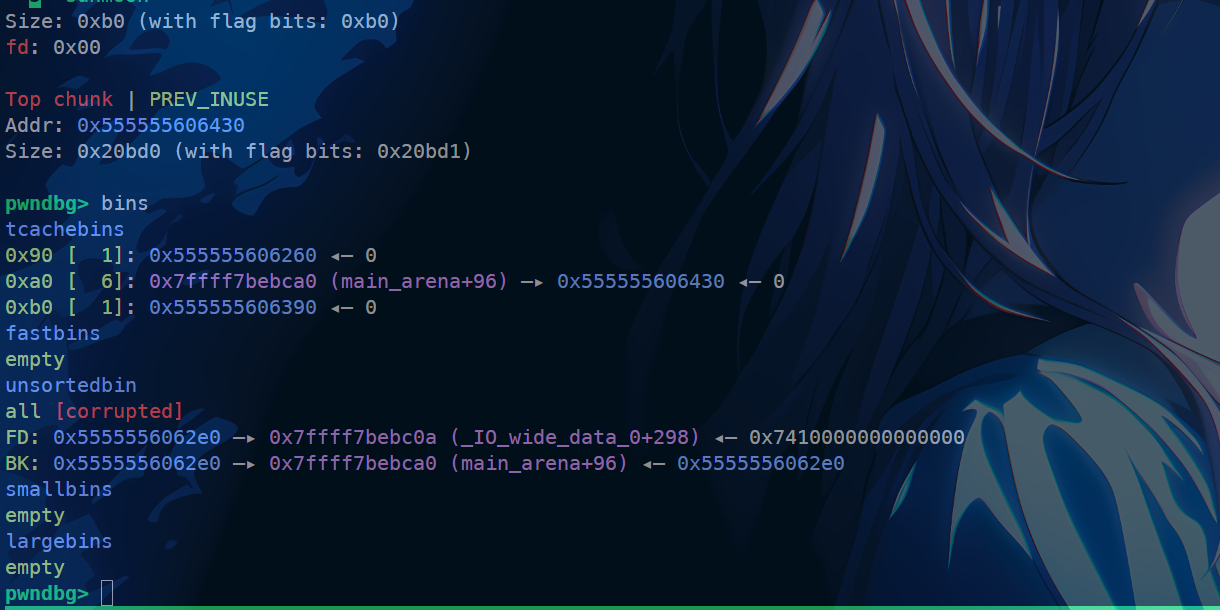 Size: 0xb0 (with flag bits: 0xb0)
fd: 0x00
Top chunk | PREV_INUSE
Addr: 0x555555606430
Size: 0x20bd0 (with flag bits: 0x20bd1)
pwndbg> bins
tcachebins
0x90 [  1]: 0x555555606260 ◂— 0
0xa0 [  6]: 0x7ffff7bebca0 (main_arena+96) —▸ 0x555555606430 ◂— 0
0xb0 [  1]: 0x555555606390 ◂— 0
fastbins
empty
unsortedbin
all [corrupted]
FD: 0x5555556062e0 —▸ 0x7ffff7bebc0a (_IO_wide_data_0+298) ◂— 0x7410000000000000
BK: 0x5555556062e0 —▸ 0x7ffff7bebca0 (main_arena+96) ◂— 0x5555556062e0
smallbins
empty
largebins
empty
pwndbg>